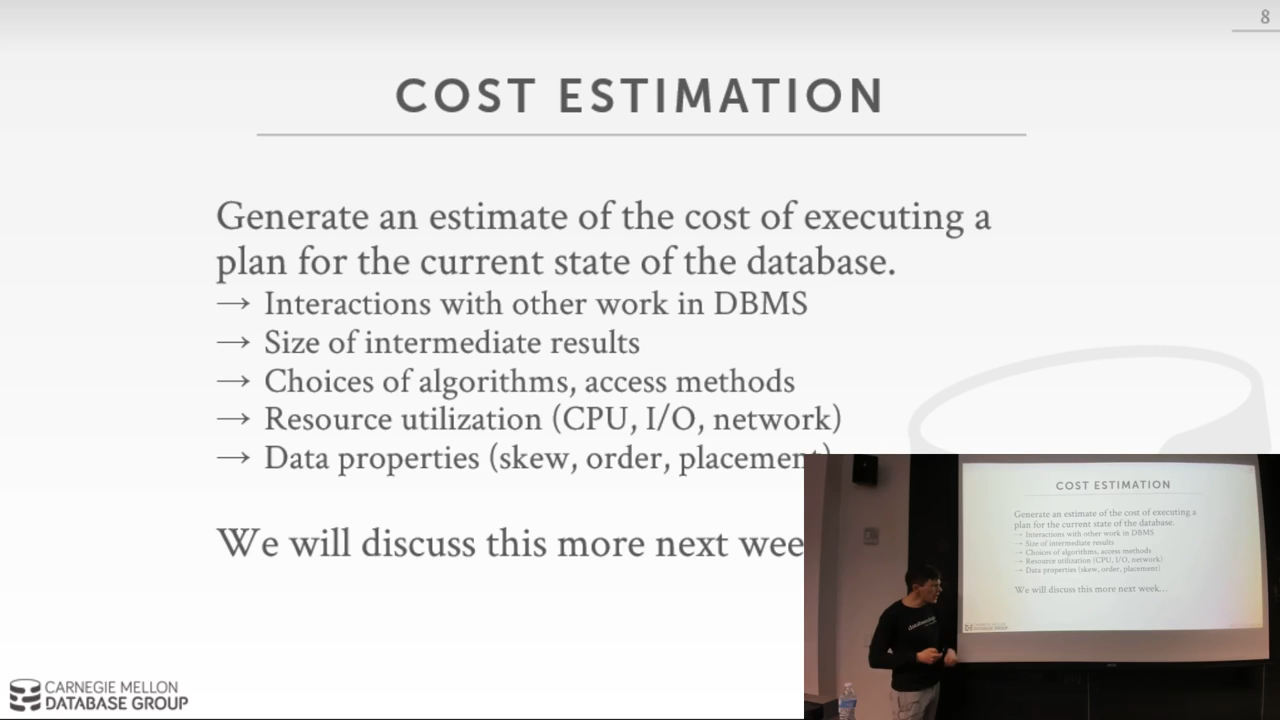 8
COST ESTIMATION
Generate an estimate of the cost of executing a
plan for the current state of the database.
→ Interactions with other work in DBMS
→ Size of intermediate results
→ Choices of algorithms, access methods
→ Resource utilization (CPU, I/O, network)
→ Data properties (skew, order, placement)
We will discuss this more next wee
CARNEGIE MELLON
DATABASE GROUP
COST ESTIMATION
Generate an estimate of the cost of executing a
plan for the current state of the database.
→ Interactions with other work in DBMS
→ Size of intermediate results
→ Choices of algorithms, access methods
→ Resource utilization (CPU, I/O, network)
→ Data properties (skew, order, placement)
We will discuss this more next week...
CARNEGIE MELLON
DATABASE GROUP